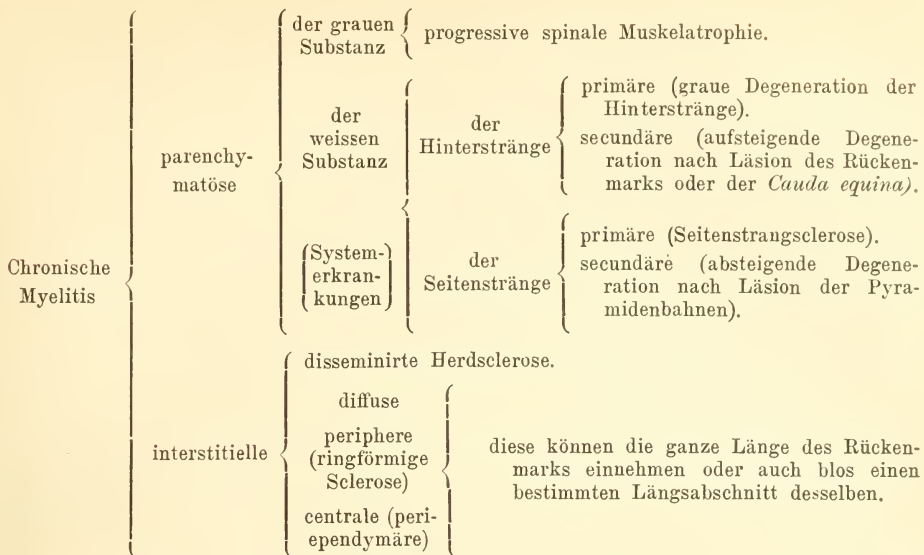 Chronische
Myelitis
parenchy-
matöse
der grauen
Substanz
progressive spinale Muskelatrophie.
der
weissen
Substanz
(System-
erkran-
kungen)
der
Hinterstränge
primäre (graue Degeneration der
Hinterstränge).
secundäre (aufsteigende Degene-
ration nach Läsion des Rücken-
marks oder der Cauda equina).
der
Seitenstränge
primäre (Seitenstrangsclerose).
secundäre (absteigende Degene-
ration nach Läsion der Pyra-
midenbahnen).
interstitielle
disseminirte Herdsclerose.
diffuse
periphere
(ringförmige
Sclerose)
centrale (peri-
ependymäre)
diese können die ganze Länge des Rücken-
marks einnehmen oder auch blos einen
bestimmten Längsabschnitt desselben.